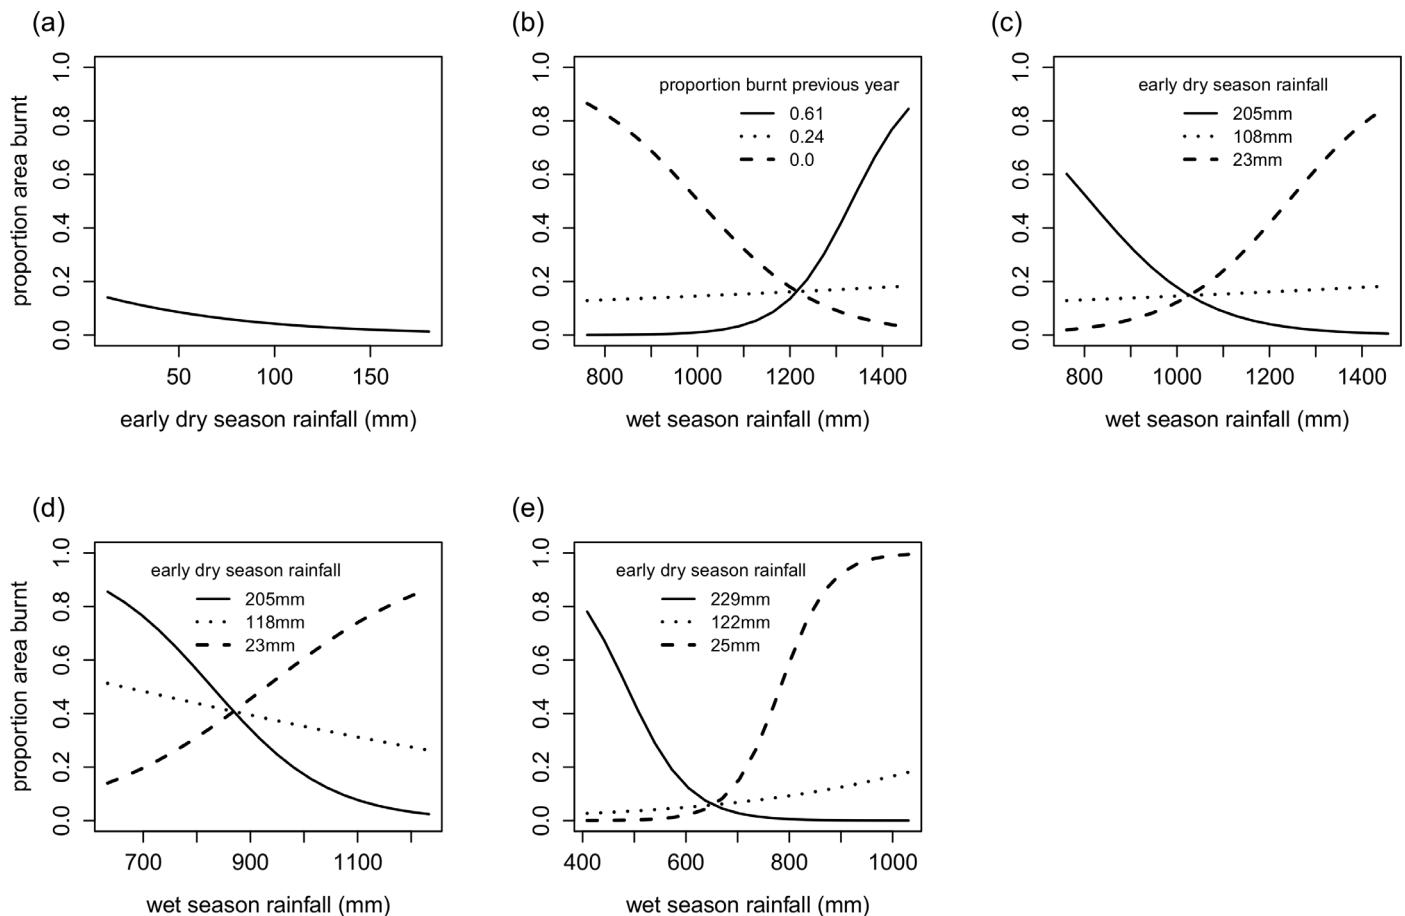 (a)
proportion area burnt
1.0
0.8
0.6
0.4
0.2
0.0
50 100 150
early dry season rainfall (mm)
(b)
1.0
0.8
0.6
0.4
0.2
0.0
proportion burnt previous year
0.61
0.24
0.0
800 1000 1200 1400
wet season rainfall (mm)
(c)
1.0
0.8
0.6
0.4
0.2
0.0
early dry season rainfall
205mm
108mm
23mm
800 1000 1200 1400
wet season rainfall (mm)
(d)
proportion area burnt
1.0
0.8
0.6
0.4
0.2
0.0
early dry season rainfall
205mm
118mm
23mm
700 900 1100
wet season rainfall (mm)
(e)
1.0
0.8
0.6
0.4
0.2
0.0
early dry season rainfall
229mm
122mm
25mm
400 600 800 1000
wet season rainfall (mm)